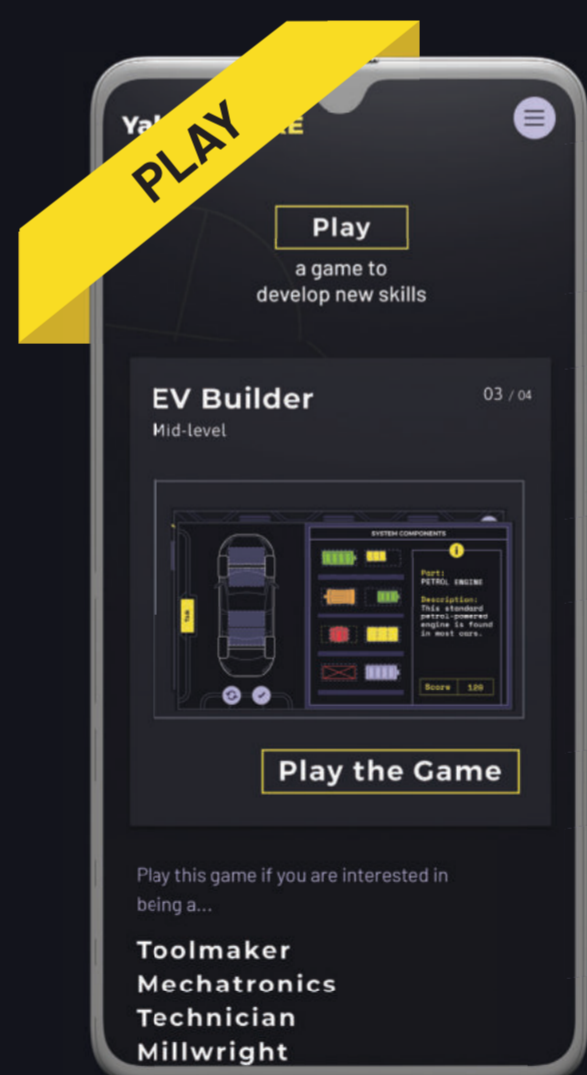 PLAY
Play
a game to
develop new skills
EV Builder
03 / 04
Mid-level
SYSTEM COMPONENTS
Part:
PETROL ENGINE
Description:
This standard
petrol-powered
engine is found
in most cars.
Score 120
Play the Game
Play this game if you are interested in
being a...
Toolmaker
Mechatronics
Technician
Millwright